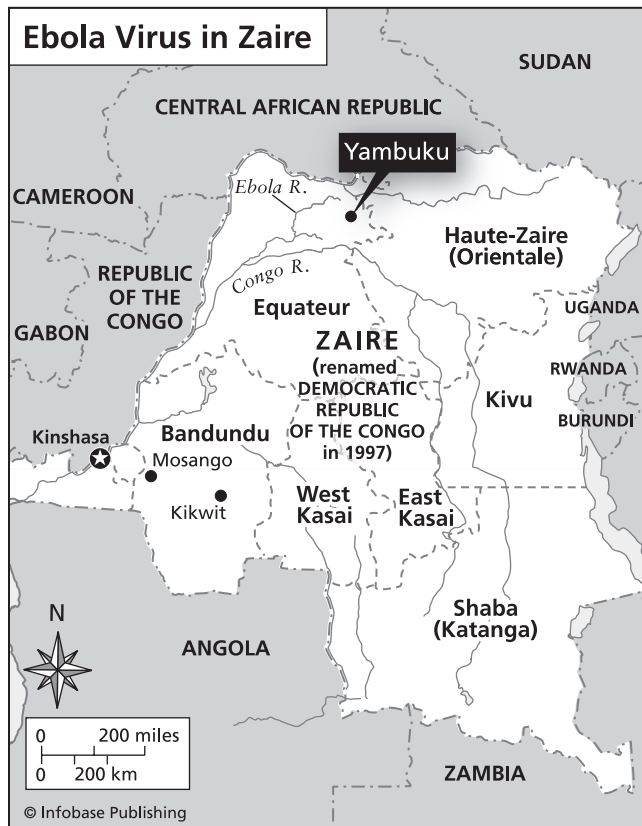 Ebola Virus in Zaire
SUDAN
CENTRAL AFRICAN REPUBLIC
Yambuku
Ebola R.
CAMEROON
Haute-Zaire
(Orientale)
REPUBLIC
OF THE
CONGO
Congo R.
Equateur
UGANDA
GABON
ZAIRE
(renamed
DEMOCRATIC
REPUBLIC
OF THE CONGO
in 1997)
RWANDA
Kivu
BURUNDI
Kinshasa
Bandundu
Mosango
Kikwit
West
Kasai
East
Kasai
Shaba
(Katanga)
N
ANGOLA
0 200 miles
0 200 km
ZAMBIA
© Infobase Publishing